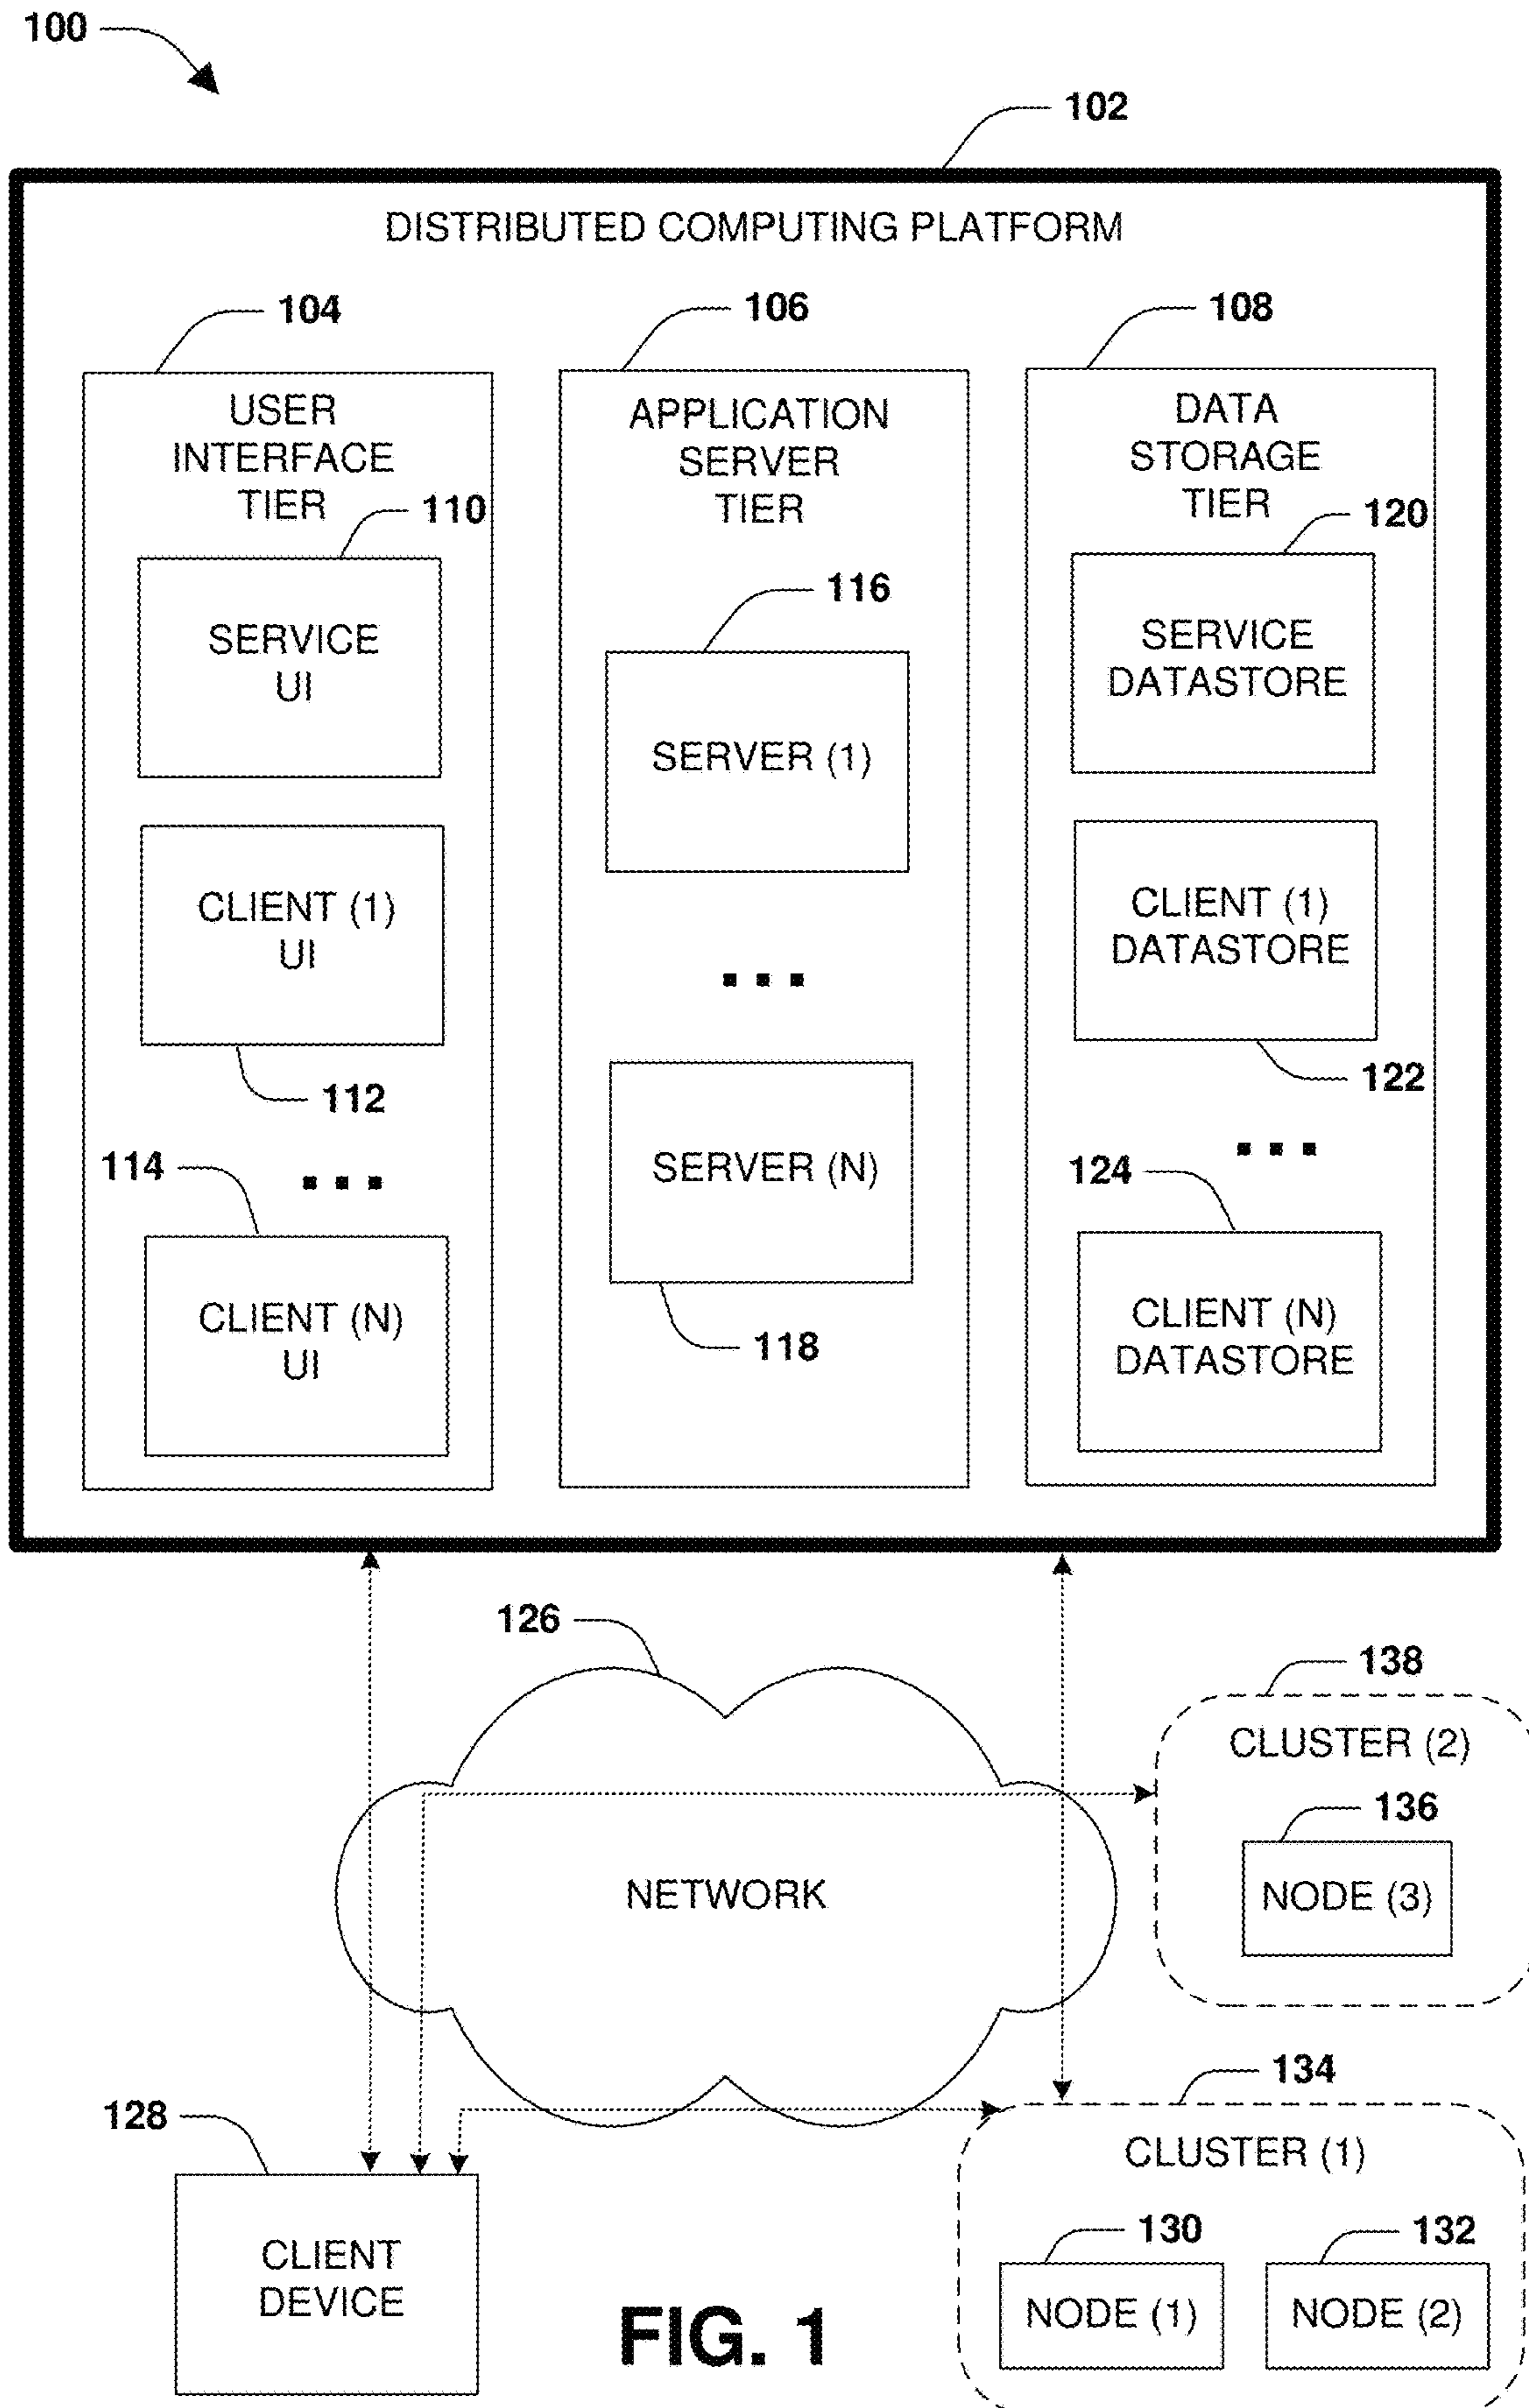 100
102
DISTRIBUTED COMPUTING PLATFORM
104
USER
INTERFACE
TIER
110
SERVICE
UI
CLIENT (1)
UI
112
114
...
CLIENT (N)
UI
106
APPLICATION
SERVER
TIER
116
SERVER (1)
...
SERVER (N)
118
108
DATA
STORAGE
TIER
120
SERVICE
DATASTORE
CLIENT (1)
DATASTORE
122
...
124
CLIENT (N)
DATASTORE
126
NETWORK
138
CLUSTER (2)
136
NODE (3)
134
CLUSTER (1)
130
NODE (1)
132
NODE (2)
128
CLIENT
DEVICE
FIG. 1